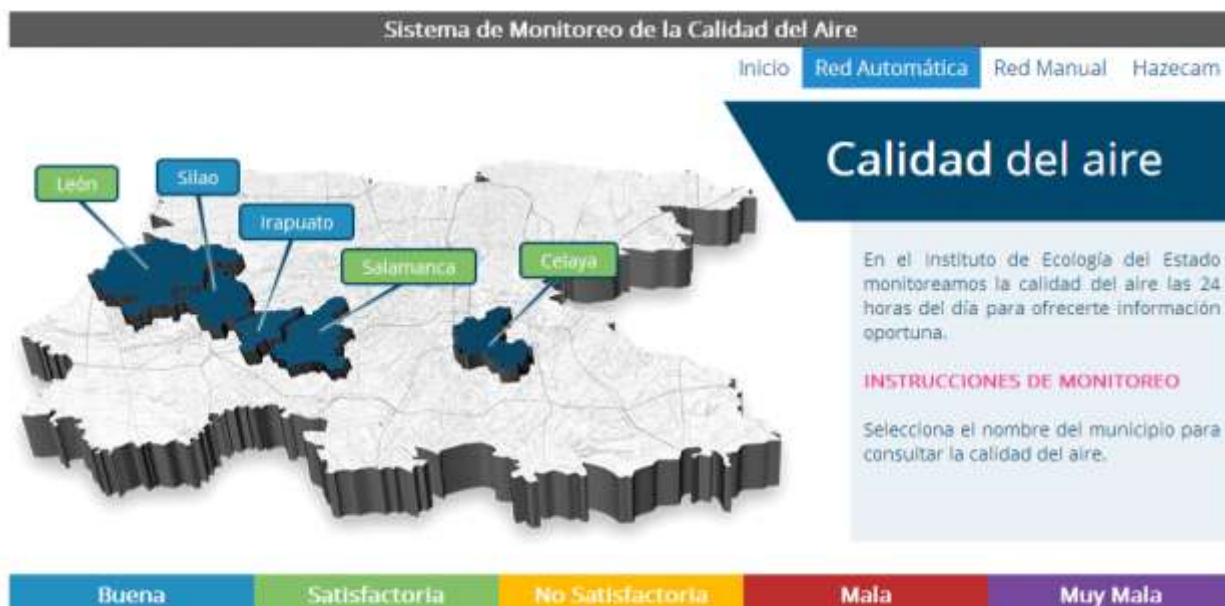 Sistema de Monitoreo de la Calidad del Aire
Inicio Red Automática Red Manual Hazecam
Calidad del aire
León
Silao
Irapuato
Salamanca
Celaya
En el Instituto de Ecología del Estado
monitoreamos la calidad del aire las 24
horas del día para ofrecerte información
oportuna.
INSTRUCCIONES DE MONITOREO
Selecciona el nombre del municipio para
consultar la calidad del aire.
Buena Satisfactoria No Satisfactoria Mala Muy Mala